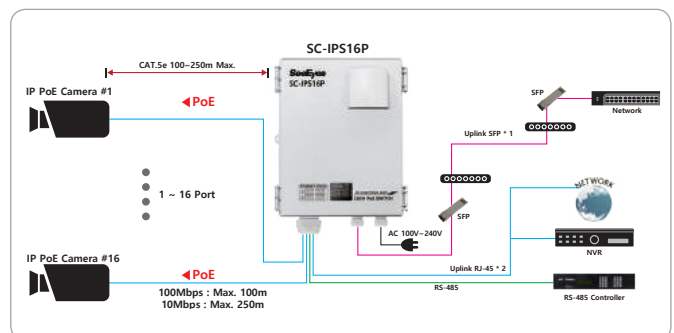 SC-IPS16P
CAT.5e 100~250m Max.
SeeEyes
SC-IPS16P
IP PoE Camera #1
◀PoE
SFP
Network
Uplink SFP * 1
1 ~ 16 Port
NETWORK
SFP
AC 100V~240V
NVR
IP PoE Camera #16
◀PoE
Uplink RJ-45 * 2
100Mbps : Max. 100m
10Mbps : Max. 250m
RS-485
RS-485 Controller